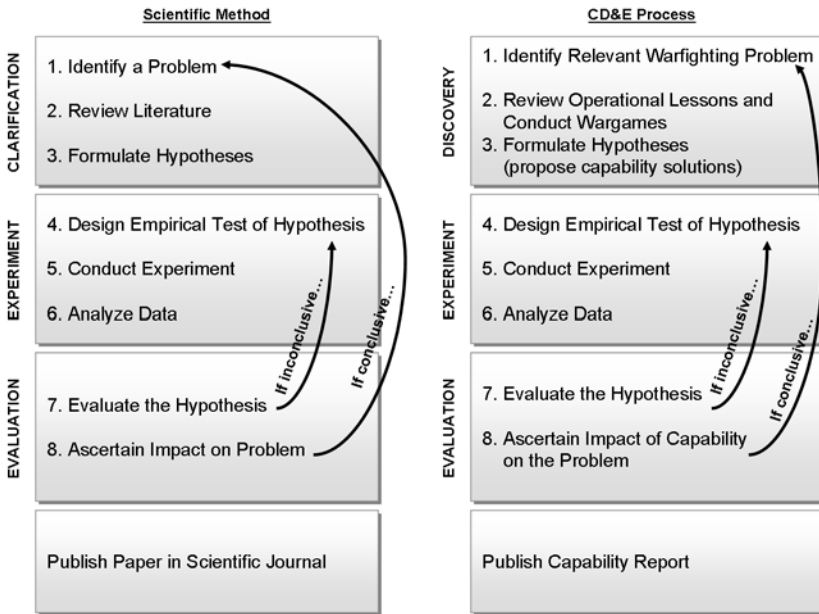 Scientific Method
CLARIFICATION
1. Identify a Problem
2. Review Literature
3. Formulate Hypotheses
EXPERIMENT
4. Design Empirical Test of Hypothesis
5. Conduct Experiment
6. Analyze Data
If inconclusive...
If conclusive...
EVALUATION
7. Evaluate the Hypothesis
8. Ascertain Impact on Problem
Publish Paper in Scientific Journal
CD&E Process
DISCOVERY
1. Identify Relevant Warfighting Problem
2. Review Operational Lessons and
Conduct Wargames
3. Formulate Hypotheses
(propose capability solutions)
EXPERIMENT
4. Design Empirical Test of Hypothesis
5. Conduct Experiment
6. Analyze Data
If inconclusive...
If conclusive...
EVALUATION
7. Evaluate the Hypothesis
8. Ascertain Impact of Capability
on the Problem
Publish Capability Report